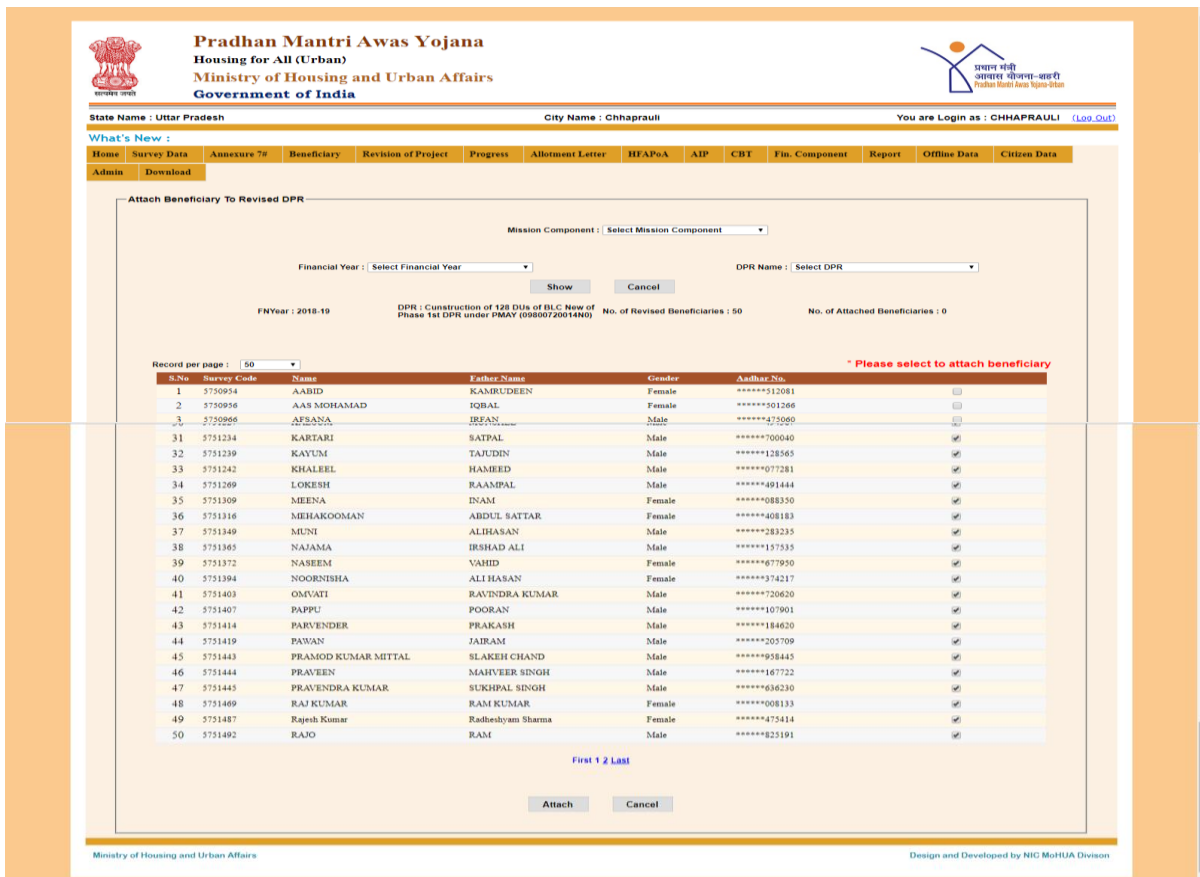 Pradhan Mantri Awas Yojana
Housing for All (Urban)
Ministry of Housing and Urban Affairs
Government of India
सत्यमेव जयते
प्रधान मंत्री
आवास योजना-शहरी
Pradhan Mantri Awas Yojana-Urban
State Name : Uttar Pradesh City Name : Chhaprauli You are Login as : CHHAPRAULI (Log Out)
What's New :
Home Survey Data Annexure 7# Beneficiary Revision of Project Progress Allotment Letter HFAPoA AIP CBT Fin. Component Report Offline Data Citizen Data
Admin Download
Attach Beneficiary To Revised DPR
Mission Component : Select Mission Component
Financial Year : Select Financial Year DPR Name : Select DPR
Show Cancel
FNYear : 2018-19 DPR : Cunstruction of 128 DUs of BLC New of Phase 1st DPR under PMAY (09800720014N0) No. of Revised Beneficiaries : 50 No. of Attached Beneficiaries : 0
Record per page : 50 * Please select to attach beneficiary
S.No Survey Code Name Father Name Gender Aadhar No.
1 5750954 AABID KAMRUDEEN Female ******512081
2 5750956 AAS MOHAMAD IQBAL Female ******501266
3 5750966 AFSANA IRFAN Male ******475060
31 5751234 KARTARI SATPAL Male ******700040
32 5751239 KAYUM TAJUDIN Male ******128565
33 5751242 KHALEEL HAMEED Male ******077281
34 5751269 LOKESH RAAMPAL Male ******491444
35 5751309 MEENA INAM Female ******088350
36 5751316 MEHAKOOMAN ABDUL SATTAR Female ******408183
37 5751349 MUNI ALIHASAN Male ******283235
38 5751365 NAJAMA IRSHAD ALI Male ******157535
39 5751372 NASEEM VAHID Female ******677950
40 5751394 NOORNISHA ALI HASAN Female ******374217
41 5751403 OMVATI RAVINDRA KUMAR Male ******720620
42 5751407 PAPPU POORAN Male ******107901
43 5751414 PARVENDER PRAKASH Male ******184620
44 5751419 PAWAN JAIRAM Male ******205709
45 5751443 PRAMOD KUMAR MITTAL SLAKEH CHAND Male ******958445
46 5751444 PRAVEEN MAHVEER SINGH Male ******167722
47 5751445 PRAVENDRA KUMAR SUKHPAL SINGH Male ******636230
48 5751469 RAJ KUMAR RAM KUMAR Female ******008133
49 5751487 Rajesh Kumar Radheshyam Sharma Female ******475414
50 5751492 RAJO RAM Male ******825191
First 1 2 Last
Attach Cancel
Ministry of Housing and Urban Affairs Design and Developed by NIC MoHUA Divison